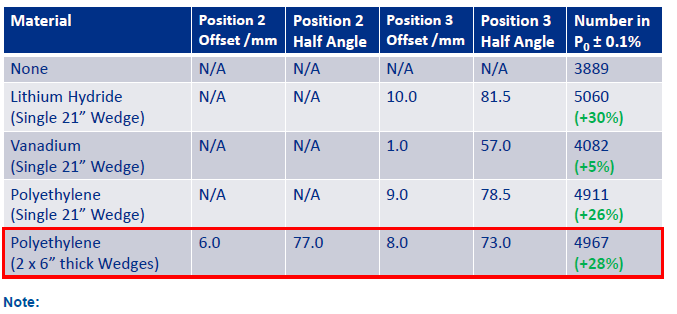 Material Position 2 Offset /mm Position 2 Half Angle Position 3 Offset /mm Position 3 Half Angle Number in P₀ ± 0.1%
None N/A N/A N/A N/A 3889
Lithium Hydride (Single 21” Wedge) N/A N/A 10.0 81.5 5060 (+30%)
Vanadium (Single 21” Wedge) N/A N/A 1.0 57.0 4082 (+5%)
Polyethylene (Single 21” Wedge) N/A N/A 9.0 78.5 4911 (+26%)
Polyethylene (2 x 6” thick Wedges) 6.0 77.0 8.0 73.0 4967 (+28%)
Note: